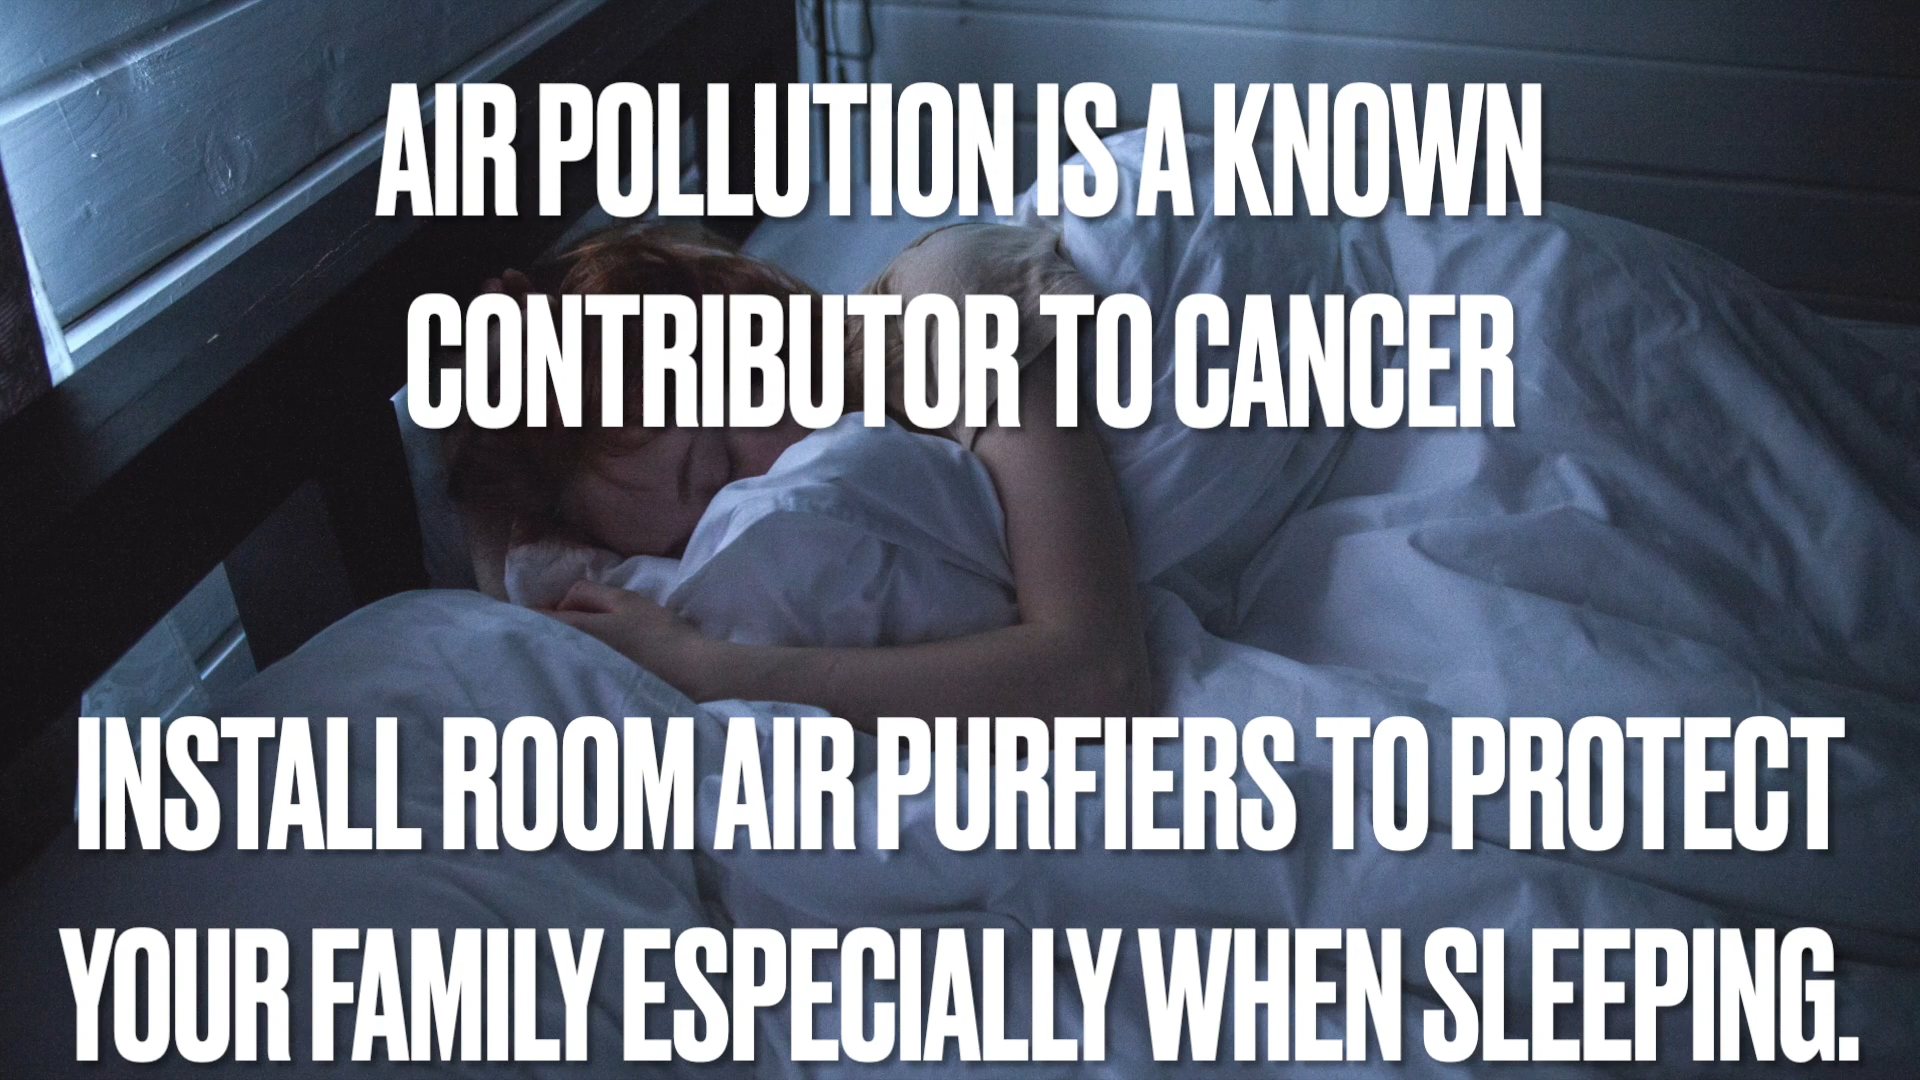 AIR POLLUTION IS A KNOWN
CONTRIBUTOR TO CANCER
INSTALL ROOM AIR PURFIERS TO PROTECT
YOUR FAMILY ESPECIALLY WHEN SLEEPING.